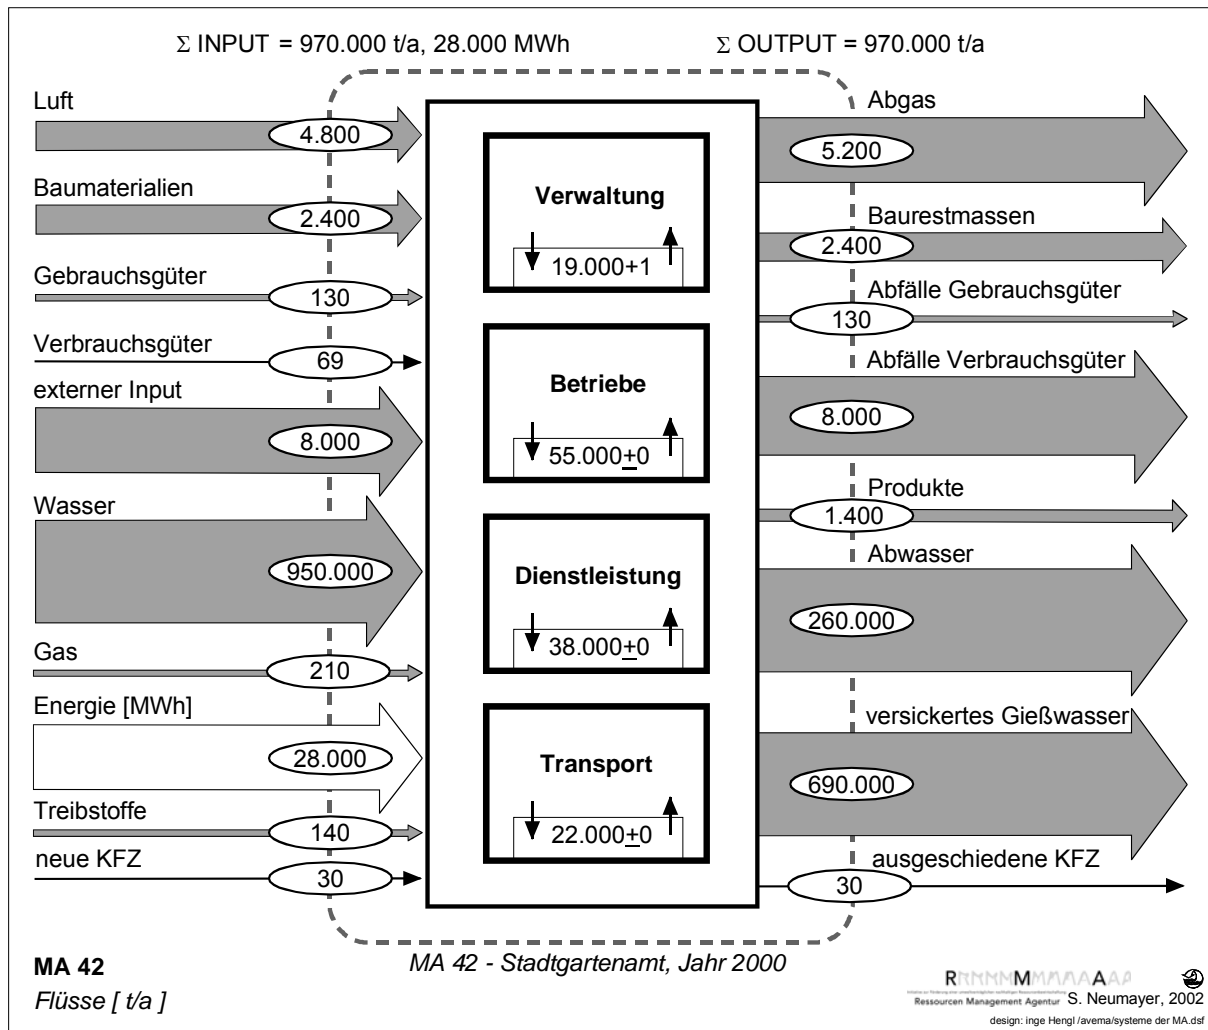 Σ INPUT = 970.000 t/a, 28.000 MWh
Σ OUTPUT = 970.000 t/a
Luft
4.800
Baumaterialien
2.400
Gebrauchsgüter
130
Verbrauchsgüter
69
externer Input
8.000
Wasser
950.000
Gas
210
Energie [MWh]
28.000
Treibstoffe
140
neue KFZ
30
Verwaltung
19.000+1
Betriebe
55.000±0
Dienstleistung
38.000±0
Transport
22.000±0
Abgas
5.200
Baurestmassen
2.400
Abfälle Gebrauchsgüter
130
Abfälle Verbrauchsgüter
8.000
Produkte
1.400
Abwasser
260.000
versickertes Gießwasser
690.000
ausgeschiedene KFZ
30
MA 42 - Stadtgartenamt, Jahr 2000
MA 42
Flüsse [ t/a ]
Ressourcen Management Agentur
S. Neumayer, 2002
design: inge Hengl /avema/systeme der MA.dsf